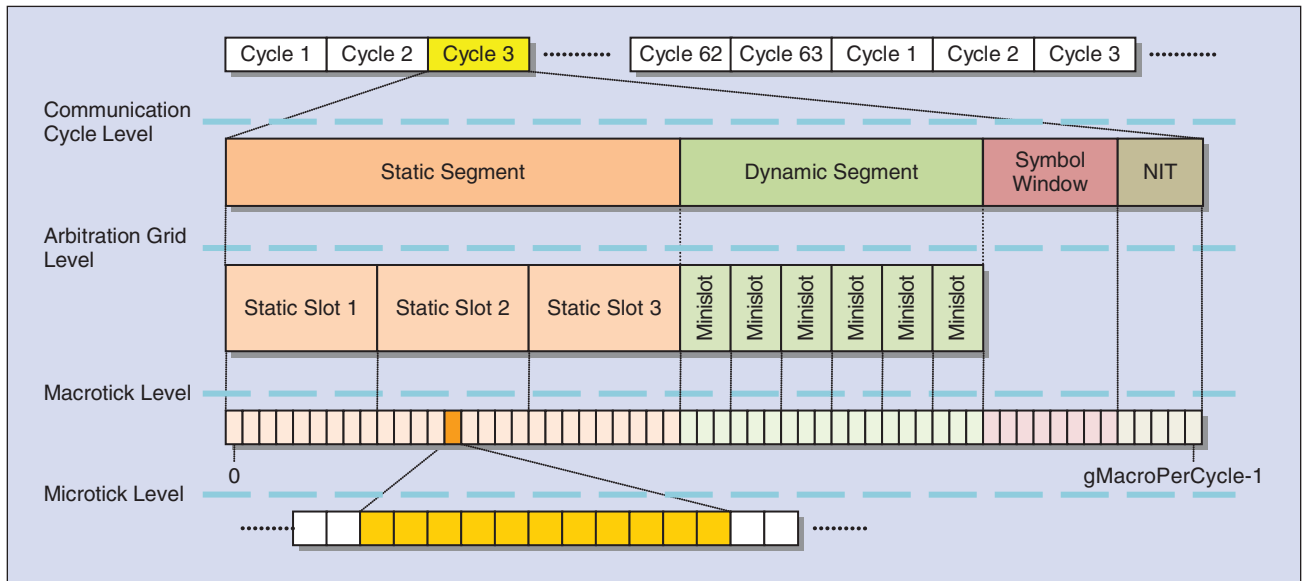 Cycle 1 Cycle 2 Cycle 3 Cycle 62 Cycle 63 Cycle 1 Cycle 2 Cycle 3
Communication
Cycle Level
Static Segment Dynamic Segment Symbol
Window NIT
Arbitration Grid
Level
Static Slot 1 Static Slot 2 Static Slot 3 Minislot Minislot Minislot Minislot Minislot Minislot
Macrotick Level
0 gMacroPerCycle-1
Microtick Level